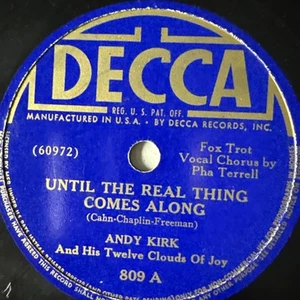 DECCA
REG. U.S. PAT. OFF.
MANUFACTURED IN U.S.A. • BY DECCA RECORDS, INC.
(60972)
Fox Trot
Vocal Chorus by
Pha Terrell
UNTIL THE REAL THING
COMES ALONG
(Cahn-Chaplin-Freeman)
ANDY KIRK
And His Twelve Clouds Of Joy
809 A